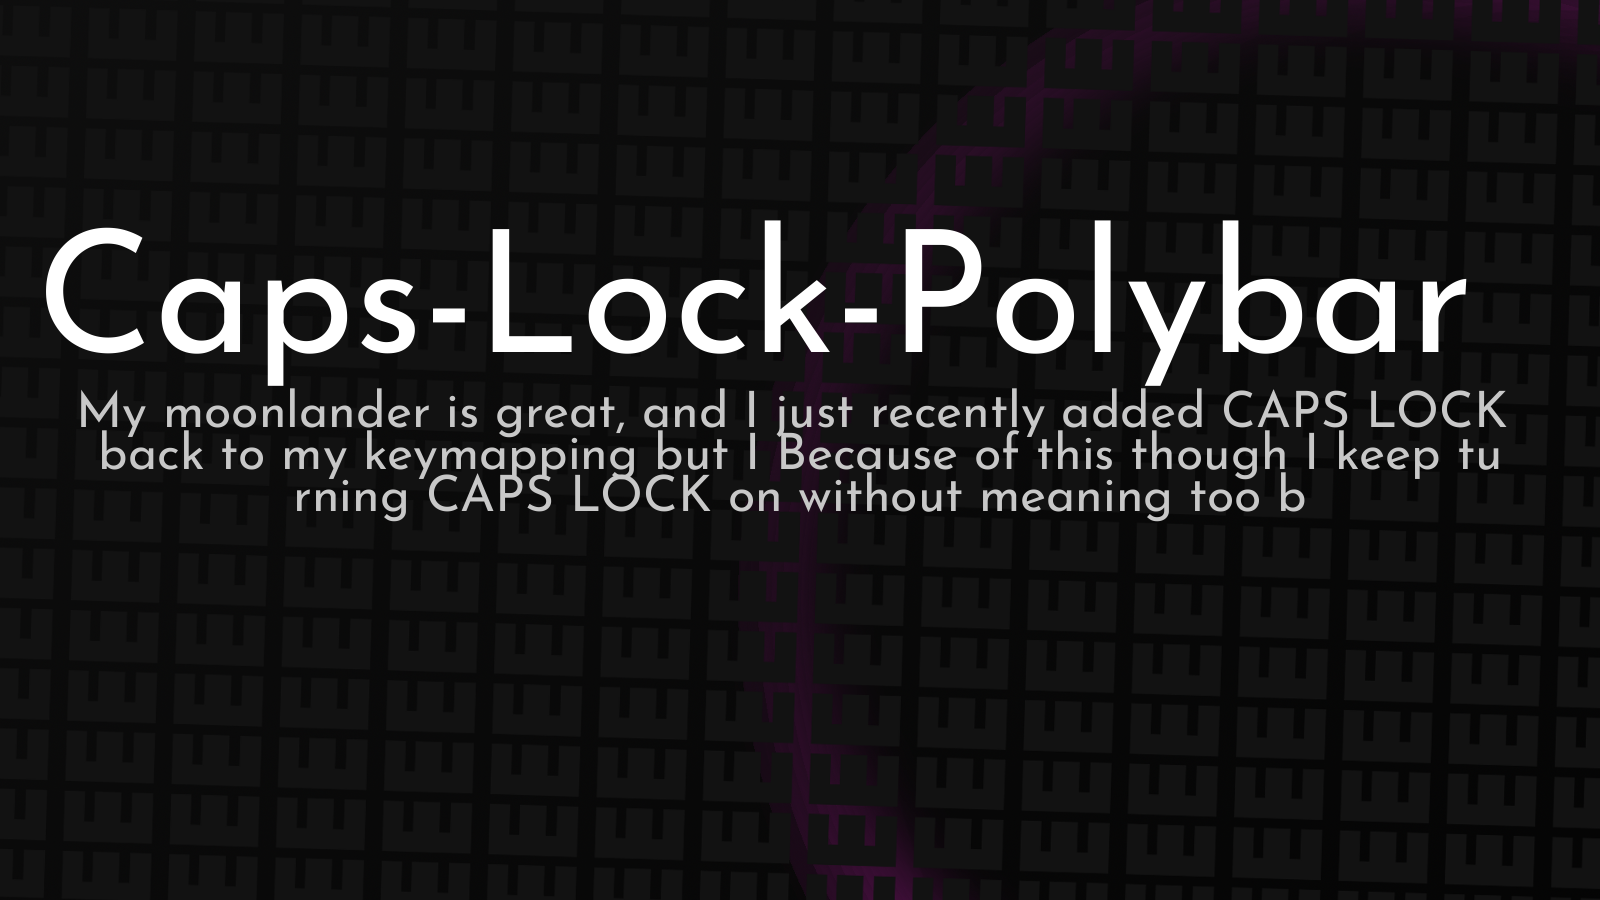 Caps-Lock-Polybar
My moonlander is great, and I just recently added CAPS LOCK
back to my keymapping but I Because of this though I keep tu
rning CAPS LOCK on without meaning too b